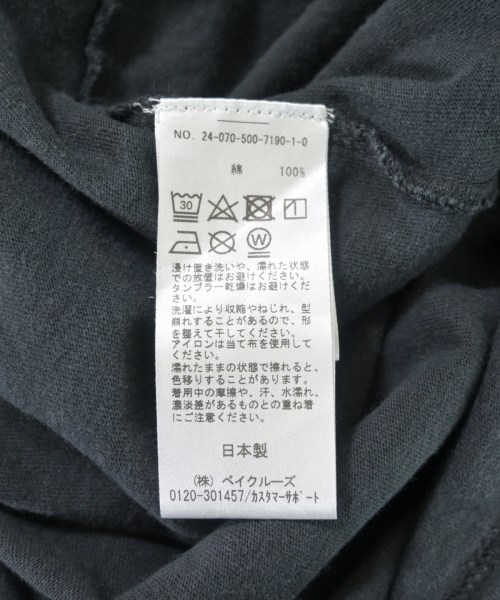 NO. 24-070-500-7190-1-0
綿 100%
30
W
浸け置き洗いや、濡れた状態
での放置はお避けください。
タンブラー乾燥はお避けくだ
さい。
洗濯により収縮やねじれ、型
崩れすることがあるので、形
を整えて干してください。
アイロンは当て布を使用して
ください。
濡れたままの状態で擦れると、
色移りすることがあります。
着用中の摩擦や、汗、水濡れ、
濃淡差があるものとの重ね着
にご注意ください。
日本製
(株) ベイクルーズ
0120-301457/カスタマーサポート